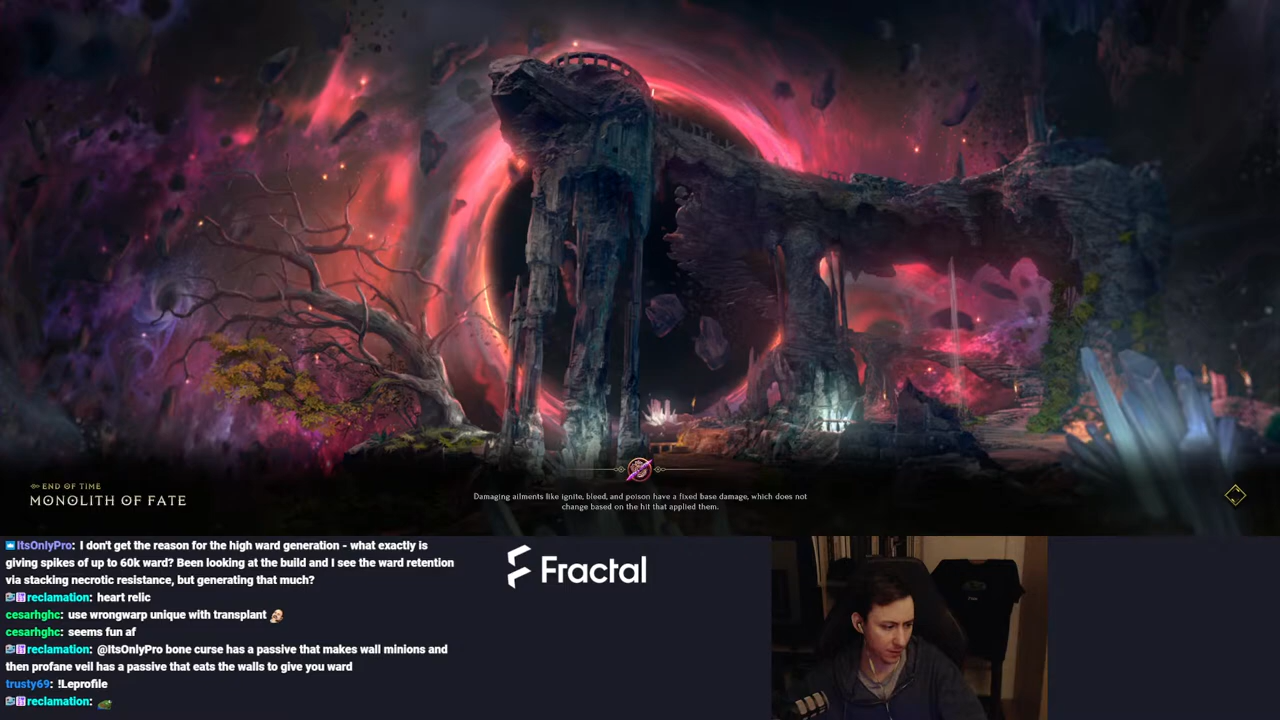 END OF TIME
MONOLITH OF FATE
Damaging ailments like ignite, bleed, and poison have a fixed base damage, which does not
change based on the hit that applied them.
ItsOnlyPro: I don't get the reason for the high ward generation - what exactly is
giving spikes of up to 60k ward? Been looking at the build and I see the ward retention
via stacking necrotic resistance, but generating that much?
reclamation: heart relic
cesarhghc: use wrongwarp unique with transplant
cesarhghc: seems fun af
reclamation: @ItsOnlyPro bone curse has a passive that makes wall minions and
then profane veil has a passive that eats the walls to give you ward
trusty69: !Leprofile
reclamation:
Fractal